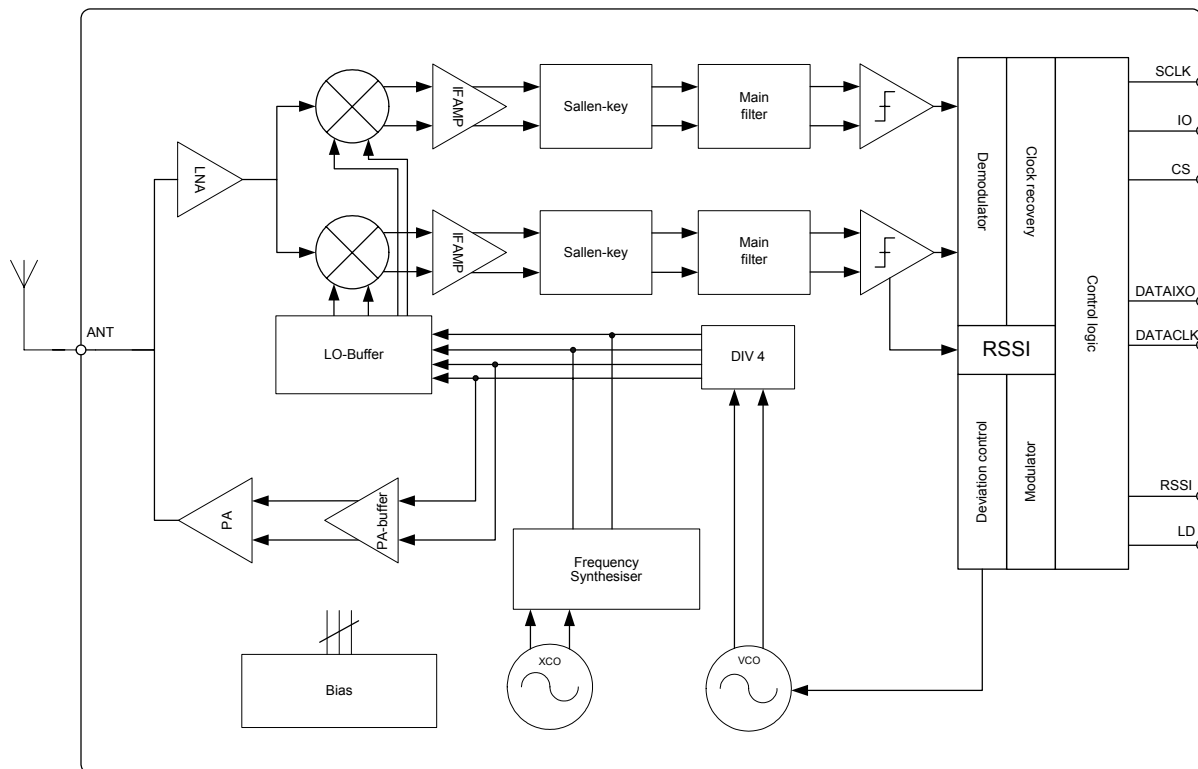 IFAMP
Sallen-key
Main
filter
SCLK
IO
CS
LNA
Demodulator
Clock recovery
Control logic
IFAMP
Sallen-key
Main
filter
ANT
LO-Buffer
DIV 4
RSSI
DATAIXO
DATACLK
PA
PA-buffer
Deviation control
Modulator
RSSI
LD
Frequency
Synthesiser
Bias
XCO
VCO